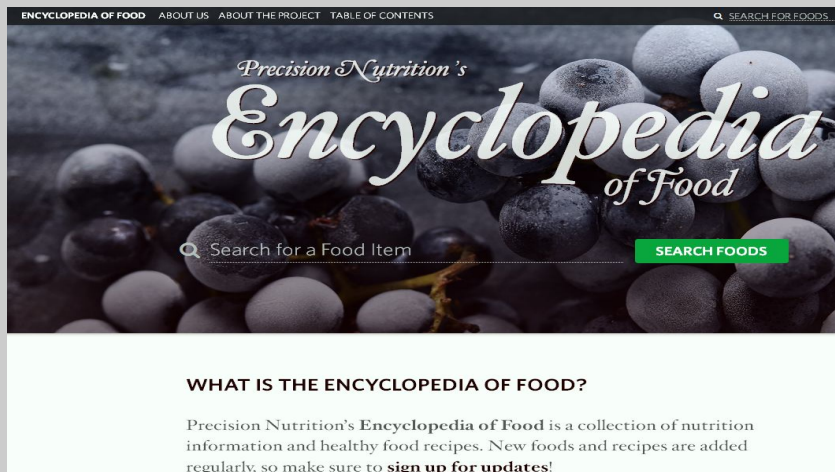 ENCYCLOPEDIA OF FOOD ABOUT US ABOUT THE PROJECT TABLE OF CONTENTS SEARCH FOR FOODS
Precision Nutrition's
Encyclopedia
of Food
Search for a Food Item SEARCH FOODS
WHAT IS THE ENCYCLOPEDIA OF FOOD?
Precision Nutrition's Encyclopedia of Food is a collection of nutrition
information and healthy food recipes. New foods and recipes are added
regularly, so make sure to sign up for updates!